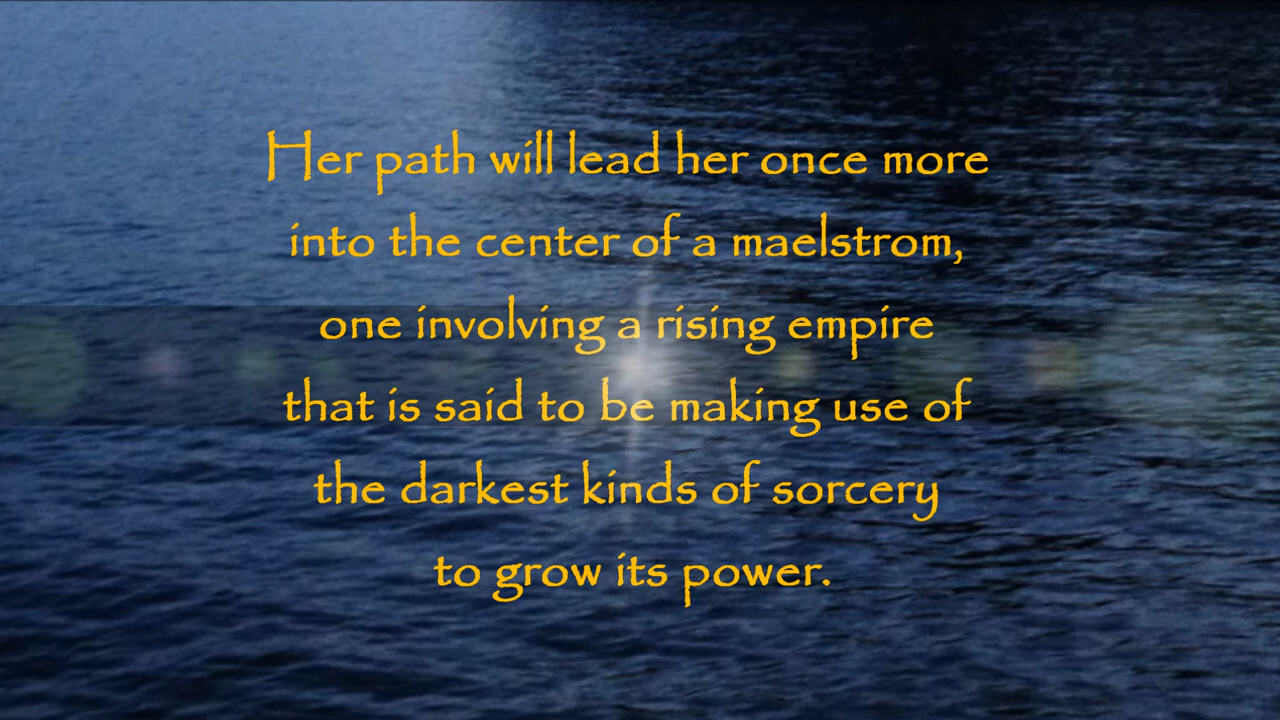 Her path will lead her once more
into the center of a maelstrom,
one involving a rising empire
that is said to be making use of
the darkest kinds of sorcery
to grow its power.